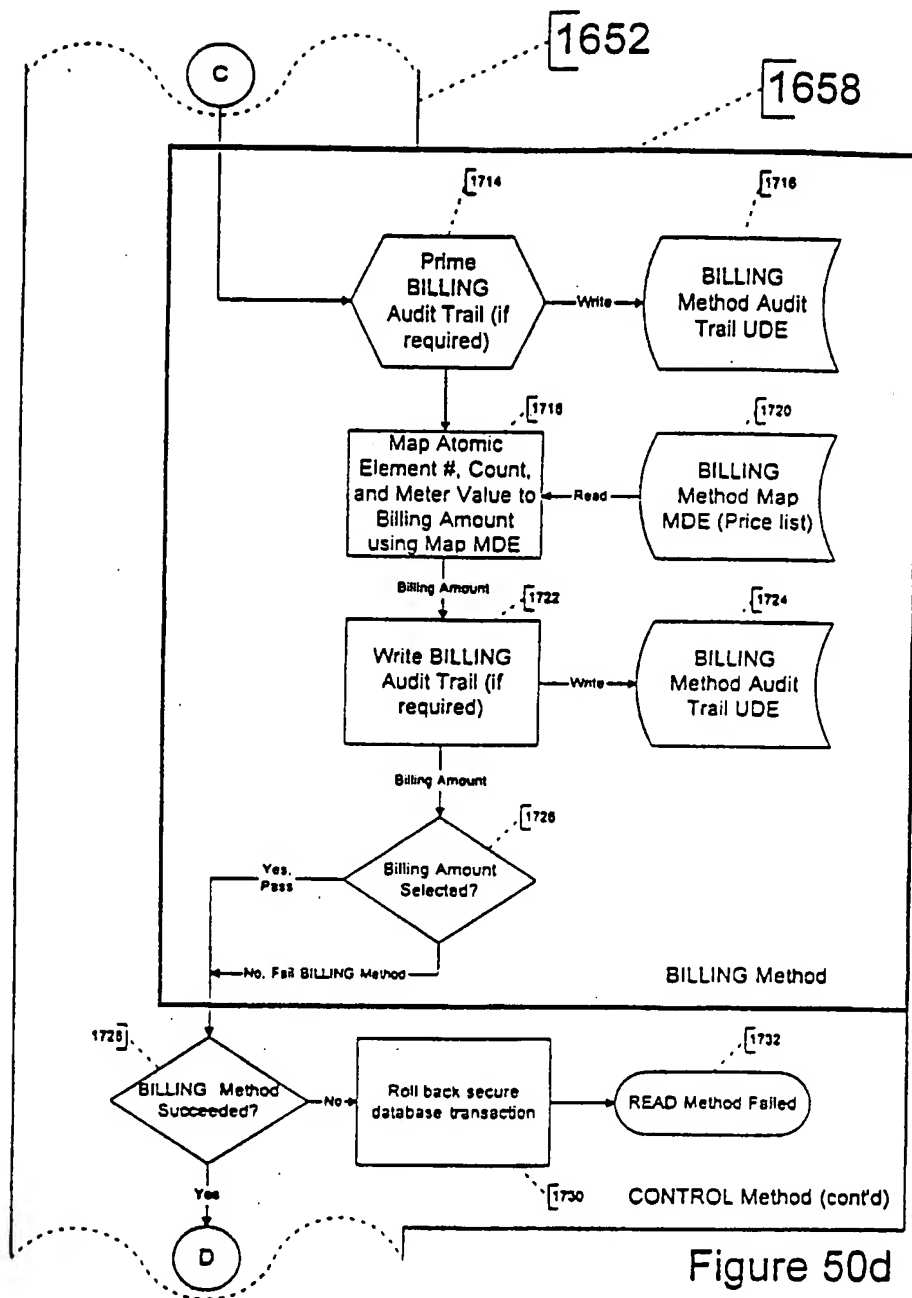 1652
C
1658
1714
1716
Prime
BILLING
Audit Trail (if
required)
Write
BILLING
Method Audit
Trail UDE
1718
1720
Map Atomic
Element #, Count,
and Meter Value to
Billing Amount
using Map MDE
Read
BILLING
Method Map
MDE (Price list)
Billing Amount
1722
1724
Write BILLING
Audit Trail (if
required)
Write
BILLING
Method Audit
Trail UDE
Billing Amount
1726
Yes,
Pass
Billing Amount
Selected?
No, Fail BILLING Method
BILLING Method
1728
1732
BILLING Method
Succeeded?
No
Roll back secure
database transaction
READ Method Failed
Yes
1730
CONTROL Method (cont'd)
D
Figure 50d